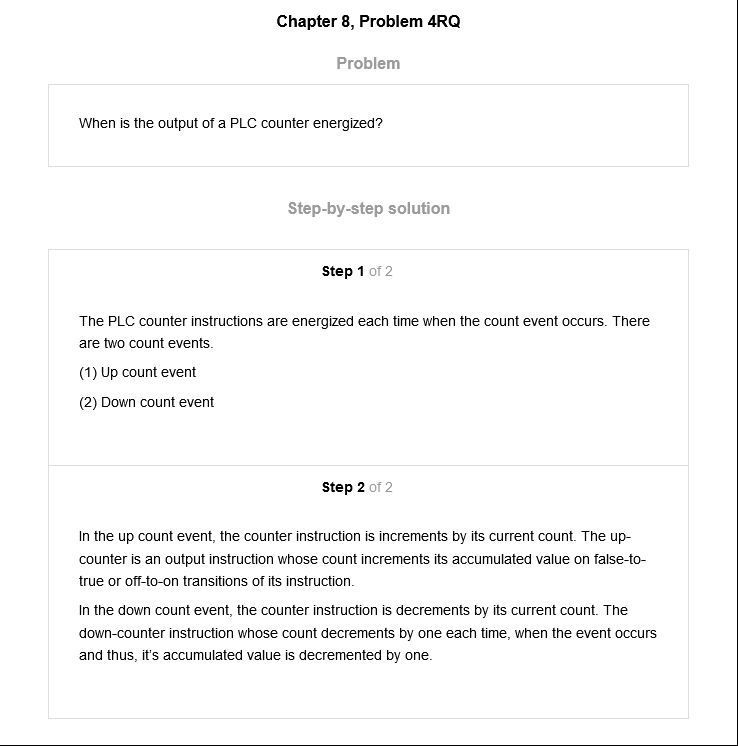 Chapter 8, Problem 4RQ
Problem
When is the output of a PLC counter energized?
Step-by-step solution
Step 1 of 2
The PLC counter instructions are energized each time when the count event occurs. There
are two count events.
(1) Up count event
(2) Down count event
Step 2 of 2
In the up count event, the counter instruction is increments by its current count. The up-
counter is an output instruction whose count increments its accumulated value on false-to-
true or off-to-on transitions of its instruction.
In the down count event, the counter instruction is decrements by its current count. The
down-counter instruction whose count decrements by one each time, when the event occurs
and thus, it’s accumulated value is decremented by one.